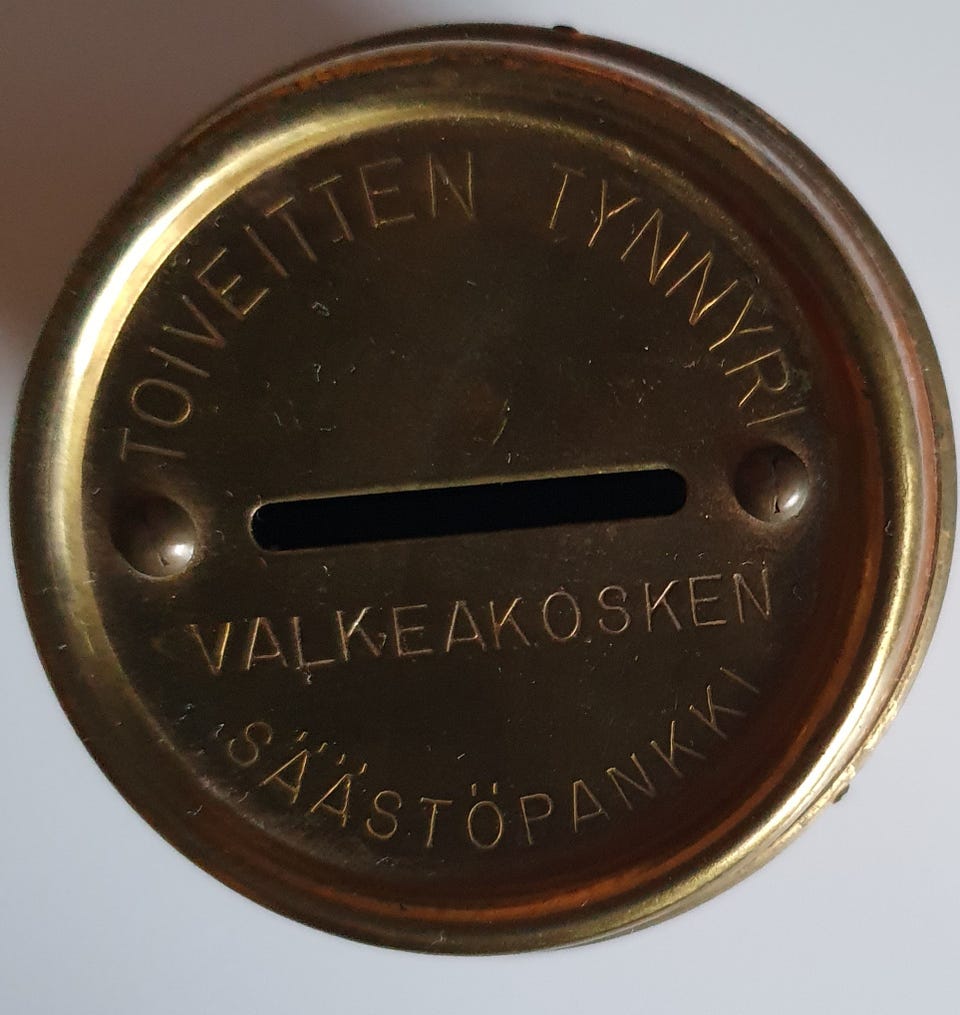 TOIVEITTEN TYNNYRI
VALKEAKOSKEN
SÄÄSTÖPANKKI